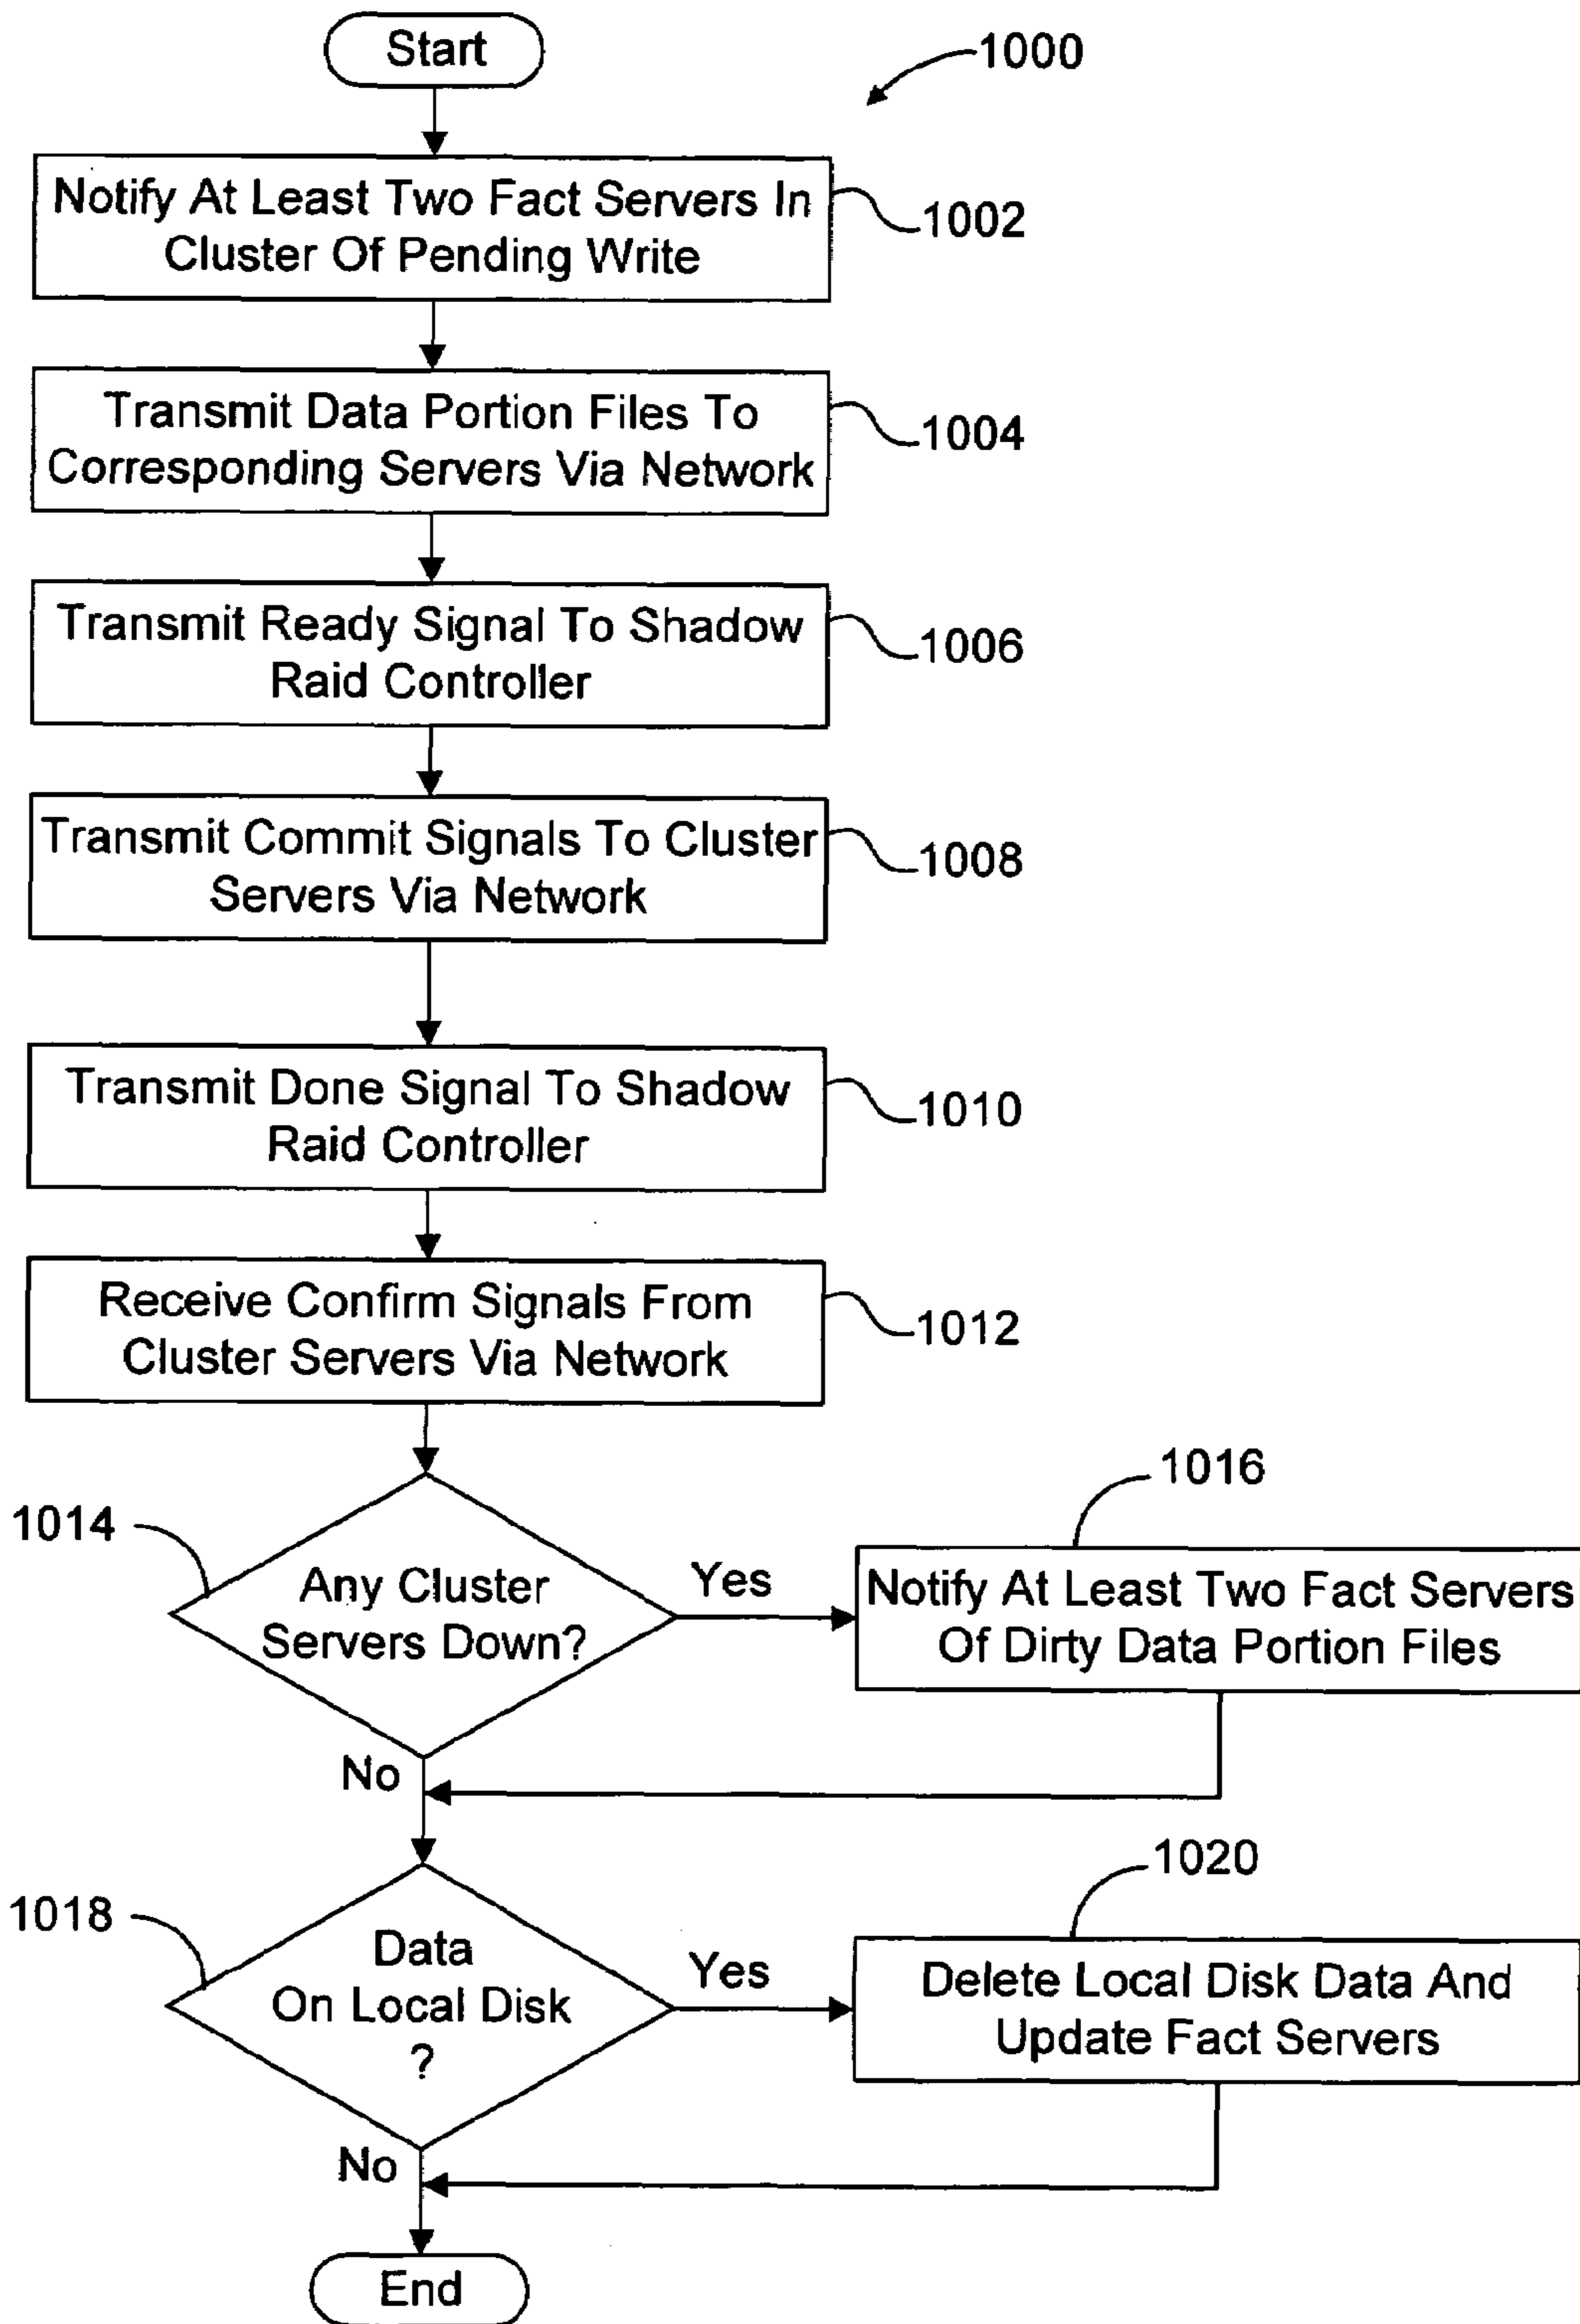 Start
1000
Notify At Least Two Fact Servers In
Cluster Of Pending Write
1002
Transmit Data Portion Files To
Corresponding Servers Via Network
1004
Transmit Ready Signal To Shadow
Raid Controller
1006
Transmit Commit Signals To Cluster
Servers Via Network
1008
Transmit Done Signal To Shadow
Raid Controller
1010
Receive Confirm Signals From
Cluster Servers Via Network
1012
1014
Any Cluster
Servers Down?
Yes
1016
Notify At Least Two Fact Servers
Of Dirty Data Portion Files
No
1018
Data
On Local Disk
?
Yes
1020
Delete Local Disk Data And
Update Fact Servers
No
End